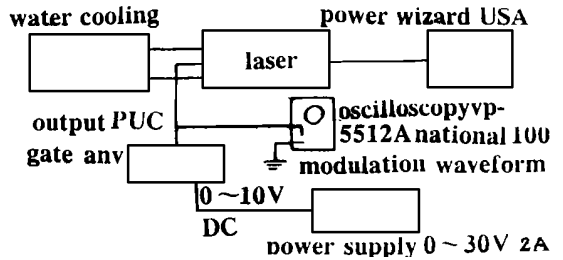 water cooling
power wizard USA
laser
output PUC
gate anv
oscilloscopyvp-
5512A national 100
modulation waveform
0 ~ 10V
DC
power supply 0 ~ 30V 2A